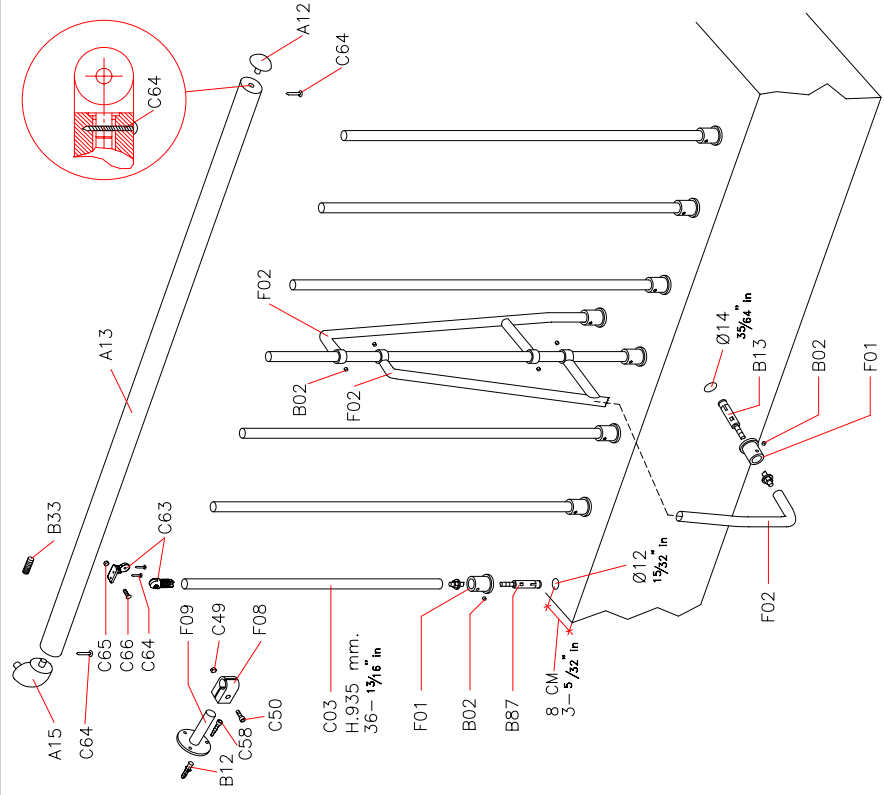 A12
C64
C64
A13
F02
B02
F02
Ø14
35/64" in
B13
B02
F01
B33
C63
C65
C66
C64
F09
C49
F08
A15
C64
B12
C58
C50
C03
H.935 mm.
36-13/16" in
F01
B02
B87
8 CM
3-5/32" in
Ø12
15/32" in
F02